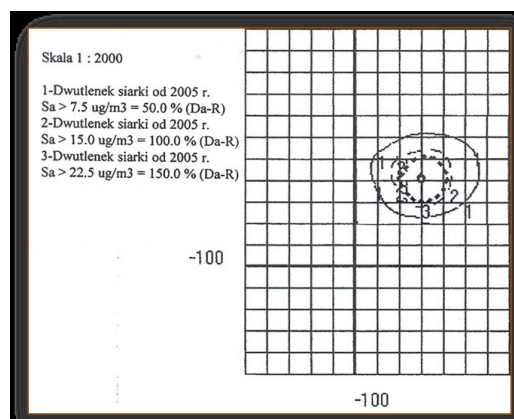 Skala 1 : 2000
1-Dwutlenek siarki od 2005 r.
Sa > 7.5 ug/m3 = 50.0 % (Da-R)
2-Dwutlenek siarki od 2005 r.
Sa > 15.0 ug/m3 = 100.0 % (Da-R)
3-Dwutlenek siarki od 2005 r.
Sa > 22.5 ug/m3 = 150.0 % (Da-R)
1
2
1
3
1
-100
-100